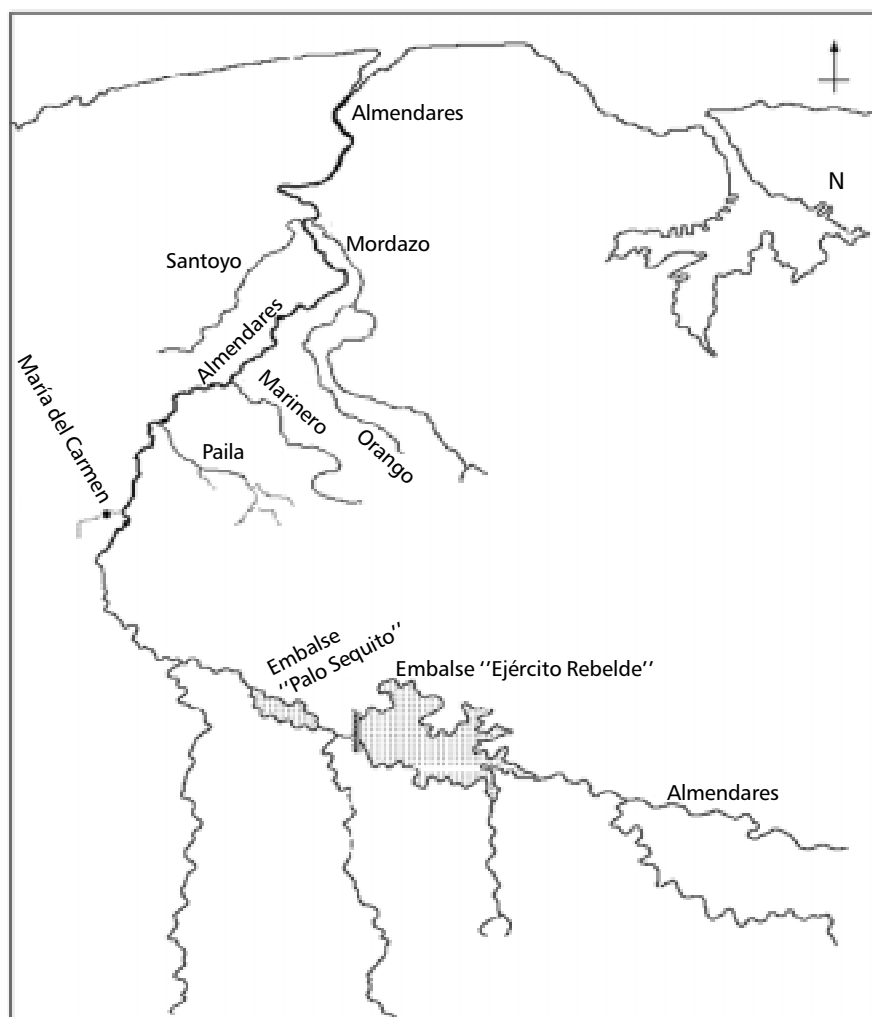 Almendares
N
Mordazo
Santoyo
Almendares
María del Carmen
Marinero
Orango
Paila
Embalse
"Palo Sequito"
Embalse "Ejército Rebelde"
Almendares